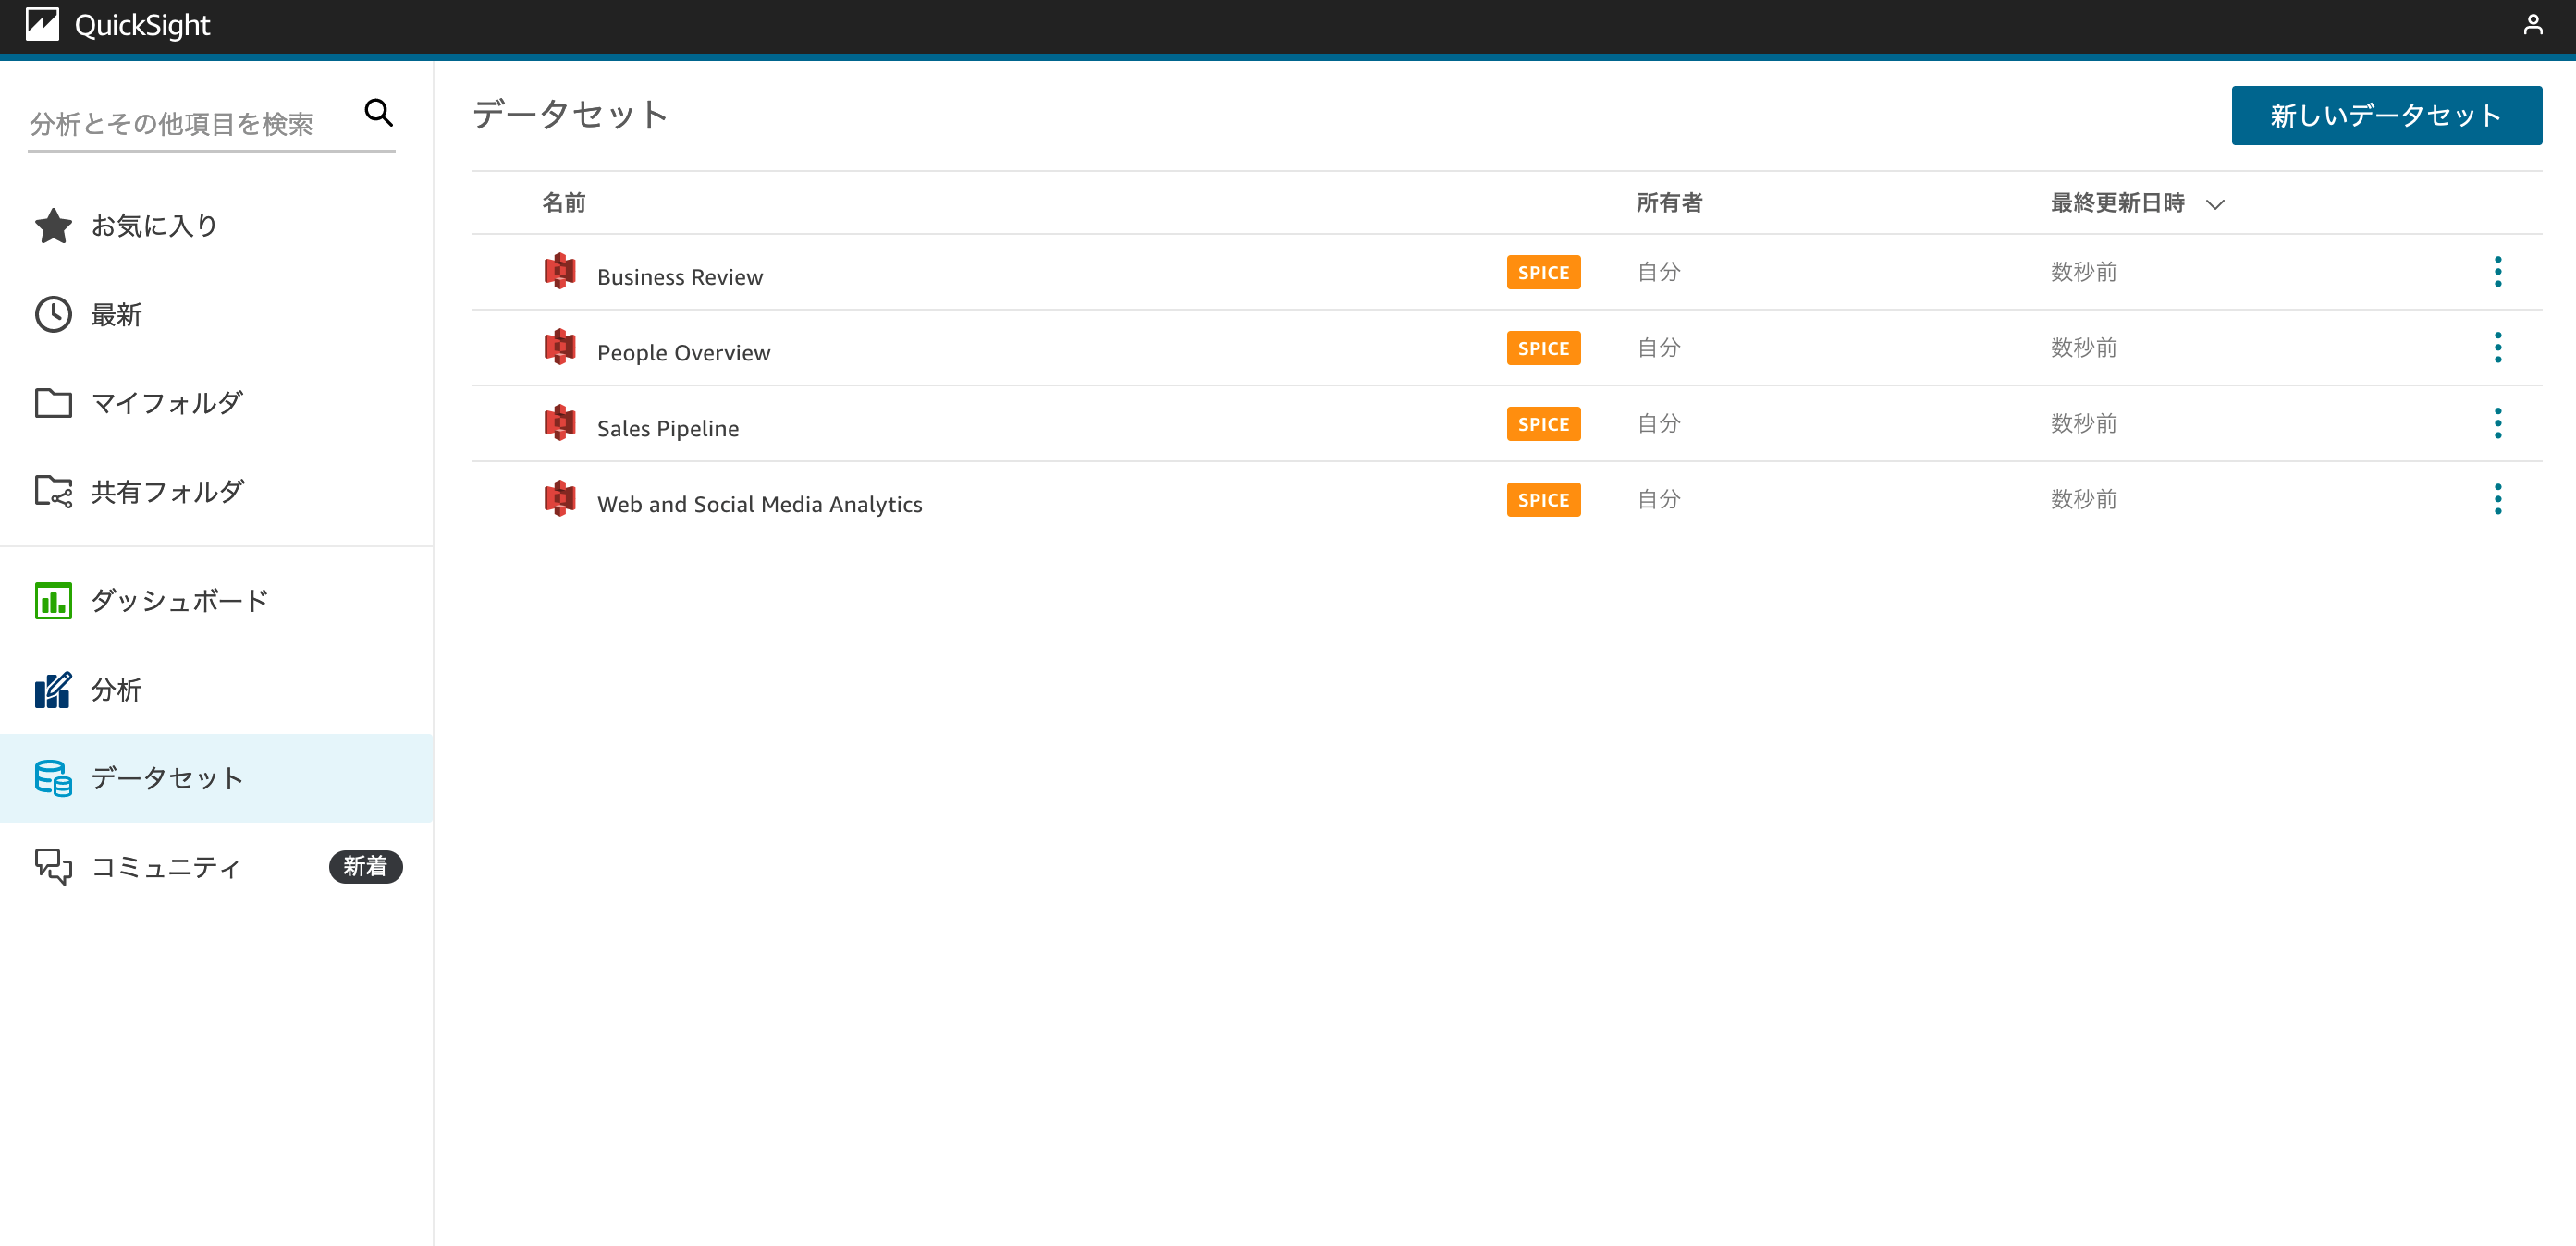 QuickSight
分析とその他項目を検索
お気に入り
最新
マイフォルダ
共有フォルダ
ダッシュボード
分析
データセット
コミュニティ 新着
データセット
新しいデータセット
名前 所有者 最終更新日時
Business Review SPICE 自分 数秒前
People Overview SPICE 自分 数秒前
Sales Pipeline SPICE 自分 数秒前
Web and Social Media Analytics SPICE 自分 数秒前